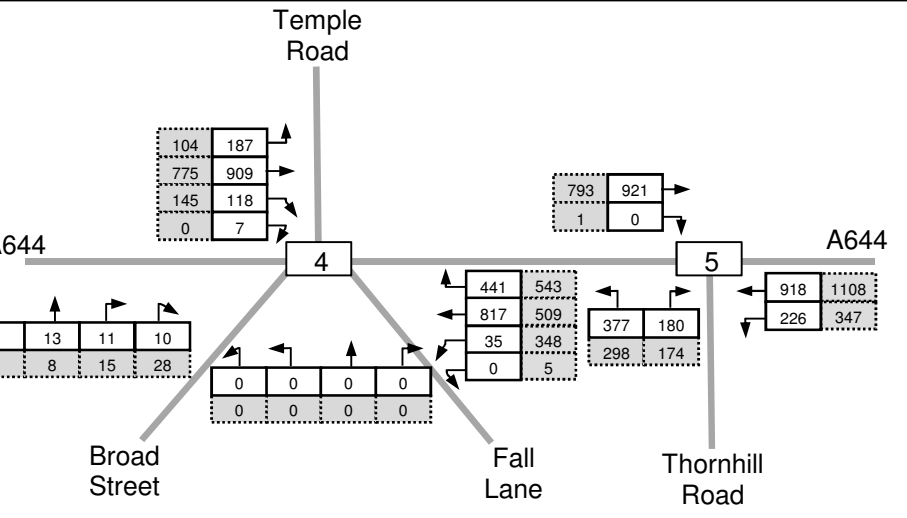 Temple
Road
104 187
775 909
145 118
0 7
793 921
1 0
A644
4
5
A644
441 543
817 509
35 348
0 5
918 1108
226 347
377 180
298 174
13 11 10
8 15 28
0 0 0 0
0 0 0 0
Broad
Street
Fall
Lane
Thornhill
Road